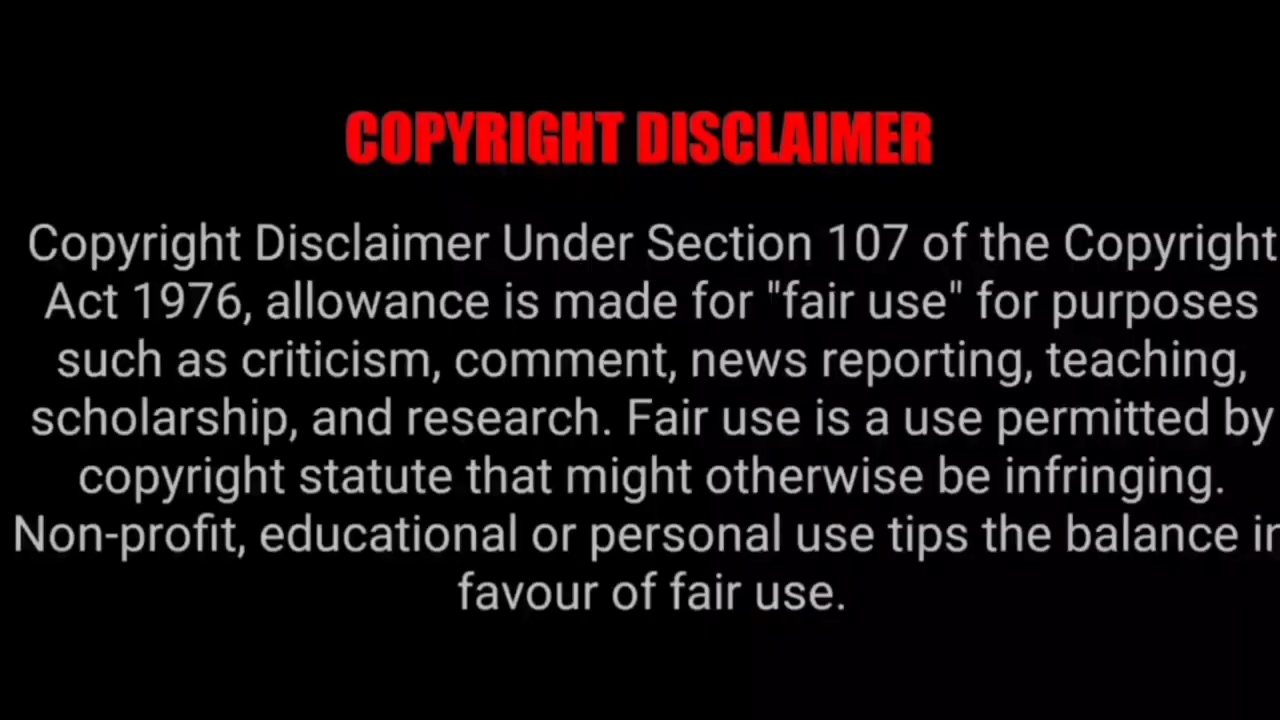 COPYRIGHT DISCLAIMER
Copyright Disclaimer Under Section 107 of the Copyright
Act 1976, allowance is made for "fair use" for purposes
such as criticism, comment, news reporting, teaching,
scholarship, and research. Fair use is a use permitted by
copyright statute that might otherwise be infringing.
Non-profit, educational or personal use tips the balance in
favour of fair use.